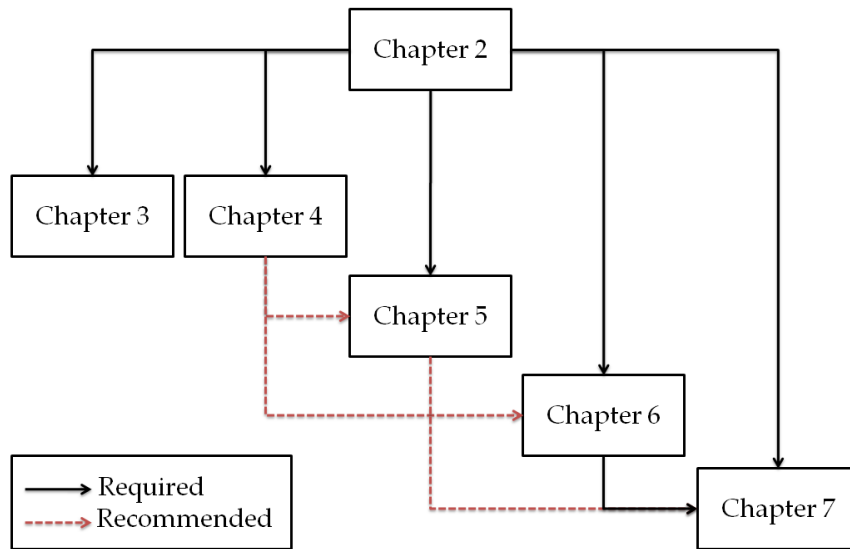 Chapter 2
Chapter 3
Chapter 4
Chapter 5
Chapter 6
Chapter 7
Required
Recommended